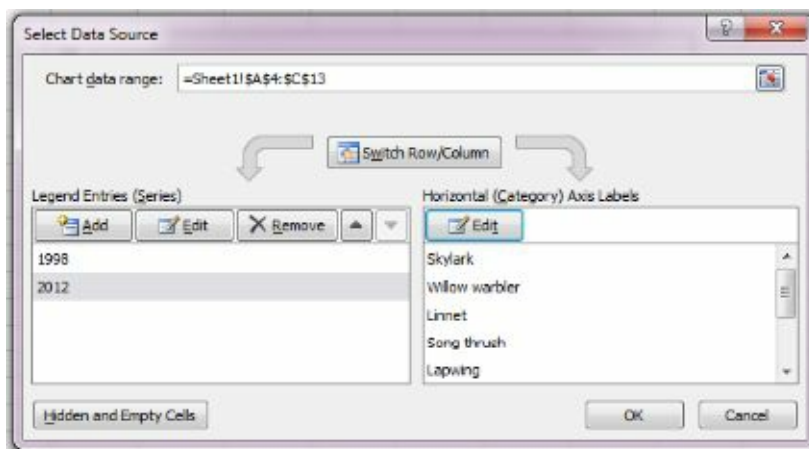 Select Data Source
Chart data range: =Sheet1!$A$4:$C$13
Switch Row/Column
Legend Entries (Series)
Add Edit Remove
1998
2012
Horizontal (Category) Axis Labels
Edit
Skylark
Willow warbler
Linnet
Song thrush
Lapwing
Hidden and Empty Cells
OK Cancel